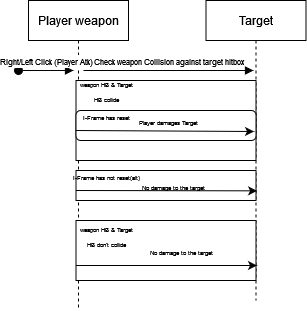 Player weapon
Target
Right/Left Click (Player Atk) Check weapon Collision against target hitbox
weapon HB & Target
HB collide
I-Frame has reset
Player damages Target
I-Frame has not reset(alt)
No damage to the target
weapon HB & Target
HB don't collide
No damage to the target